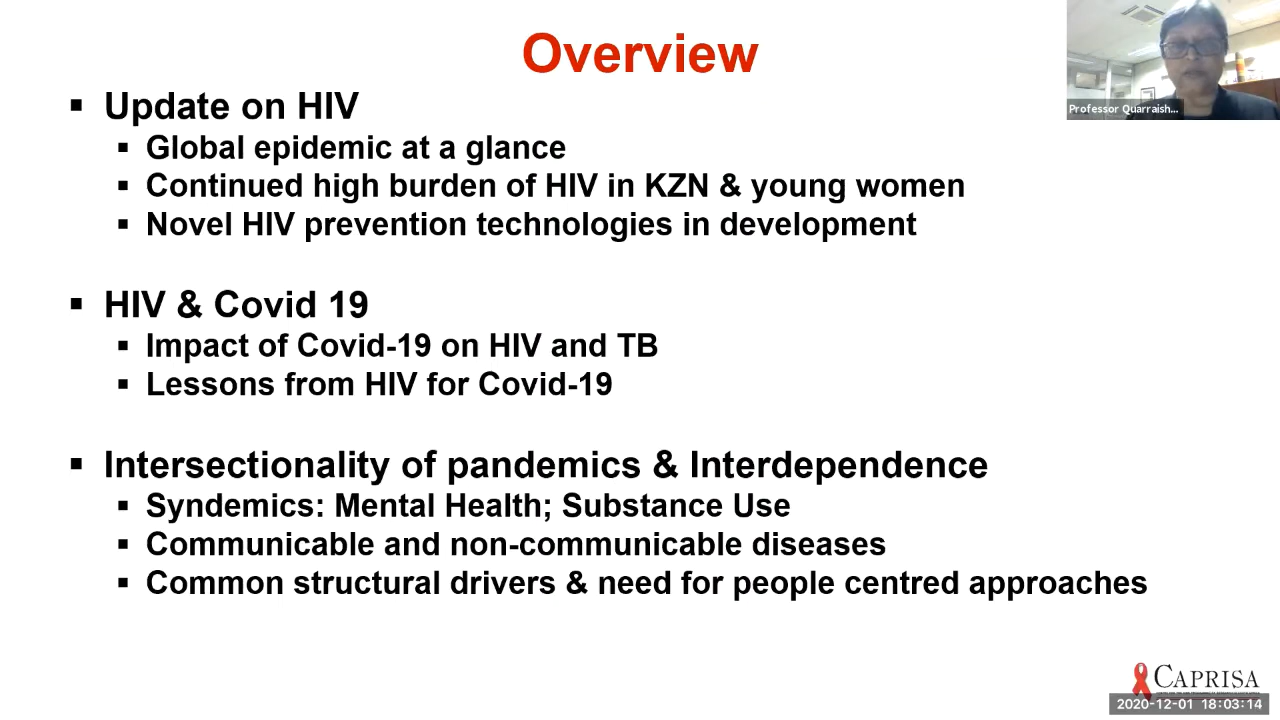 Overview
▪ Update on HIV
▪ Global epidemic at a glance
▪ Continued high burden of HIV in KZN & young women
▪ Novel HIV prevention technologies in development
▪ HIV & Covid 19
▪ Impact of Covid-19 on HIV and TB
▪ Lessons from HIV for Covid-19
▪ Intersectionality of pandemics & Interdependence
▪ Syndemics: Mental Health; Substance Use
▪ Communicable and non-communicable diseases
▪ Common structural drivers & need for people centred approaches
Professor Quarraish...
CAPRISA
2020-12-01 18:03:14